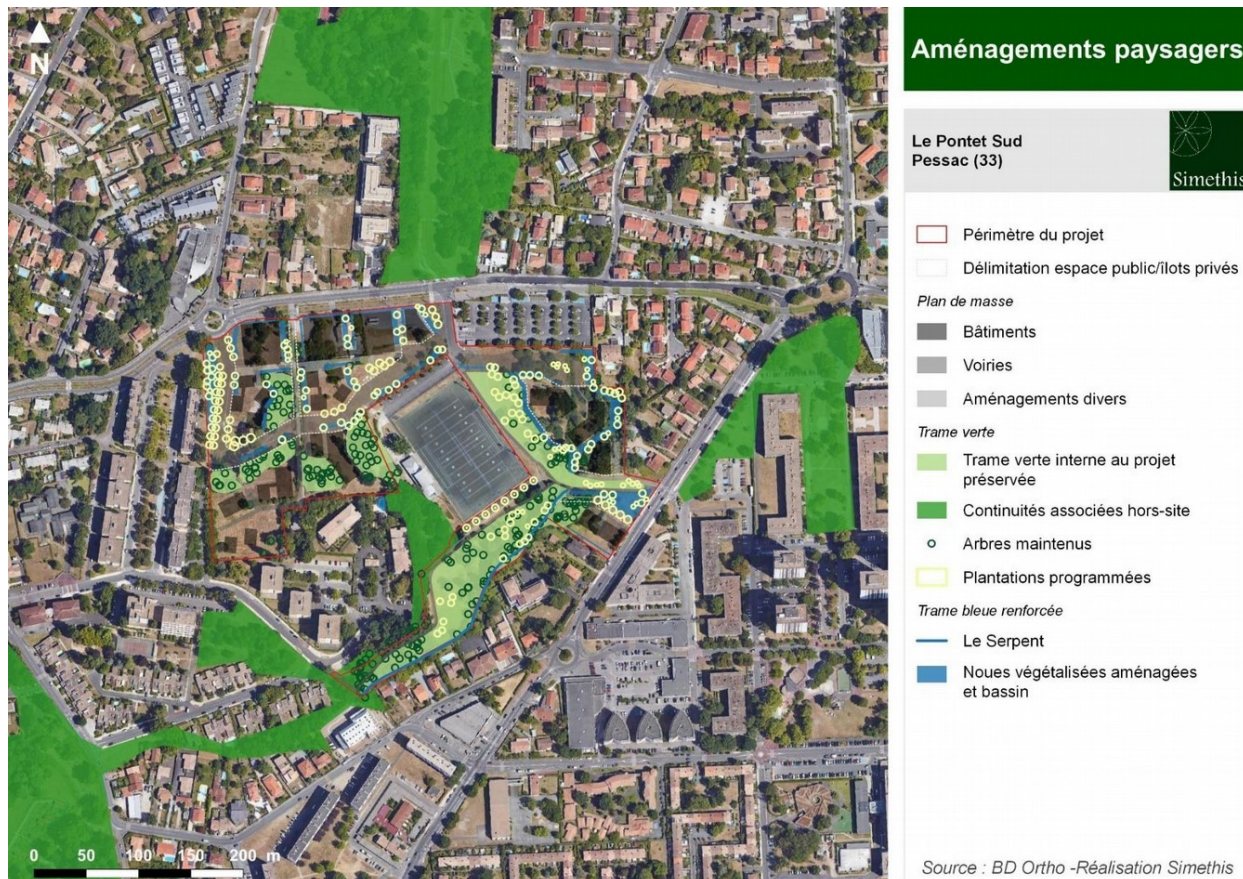 N
0 50 100 150 200 m
Aménagements paysagers
Le Pontet Sud
Pessac (33)
Simethis
Périmètre du projet
Délimitation espace public/îlots privés
Plan de masse
Bâtiments
Voiries
Aménagements divers
Trame verte
Trame verte interne au projet
préservée
Continuités associées hors-site
Arbres maintenus
Plantations programmées
Trame bleue renforcée
Le Serpent
Noues végétalisées aménagées
et bassin
Source : BD Ortho -Réalisation Simethis